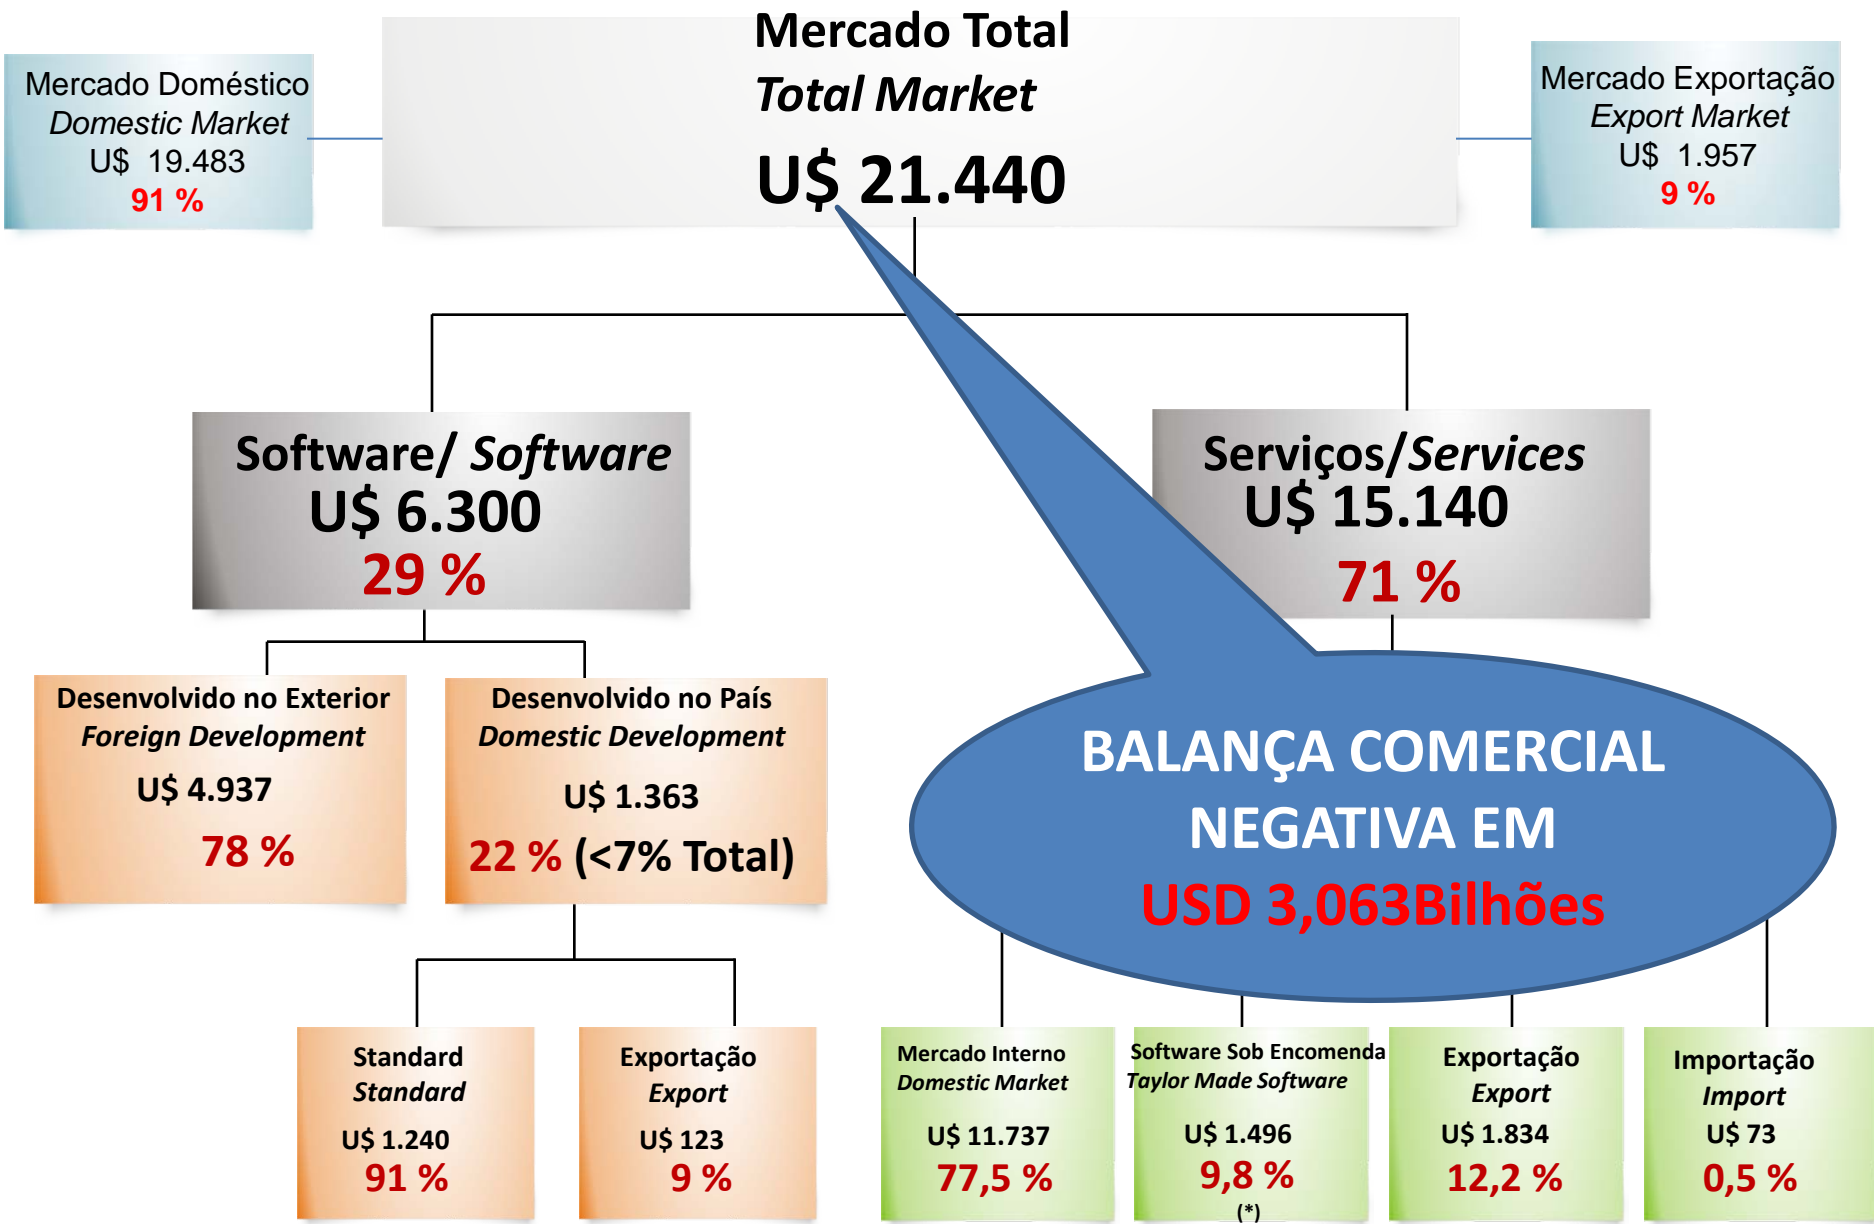 Mercado Total
Total Market
U$ 21.440
Mercado Doméstico
Domestic Market
U$ 19.483
91 %
Mercado Exportação
Export Market
U$ 1.957
9 %
Software/ Software
U$ 6.300
29 %
Serviços/Services
U$ 15.140
71 %
Desenvolvido no Exterior
Foreign Development
U$ 4.937
78 %
Desenvolvido no País
Domestic Development
U$ 1.363
22 % (<7% Total)
BALANÇA COMERCIAL
NEGATIVA EM
USD 3,063Bilhões
Standard
Standard
U$ 1.240
91 %
Exportação
Export
U$ 123
9 %
Mercado Interno
Domestic Market
U$ 11.737
77,5 %
Software Sob Encomenda
Taylor Made Software
U$ 1.496
9,8 %
(*)
Exportação
Export
U$ 1.834
12,2 %
Importação
Import
U$ 73
0,5 %